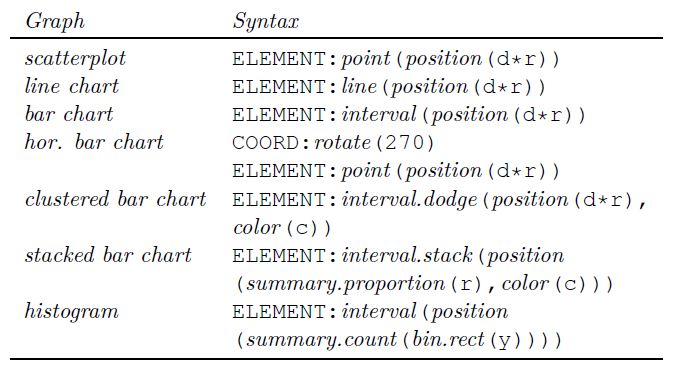 Graph Syntax
scatterplot ELEMENT:point(position(d*r))
line chart ELEMENT:line(position(d*r))
bar chart ELEMENT:interval(position(d*r))
hor. bar chart COORD:rotate(270)
ELEMENT:point(position(d*r))
clustered bar chart ELEMENT:interval.dodge(position(d*r),
color(c))
stacked bar chart ELEMENT:interval.stack(position
(summary.proportion(r),color(c)))
histogram ELEMENT:interval(position
(summary.count(bin.rect(y))))